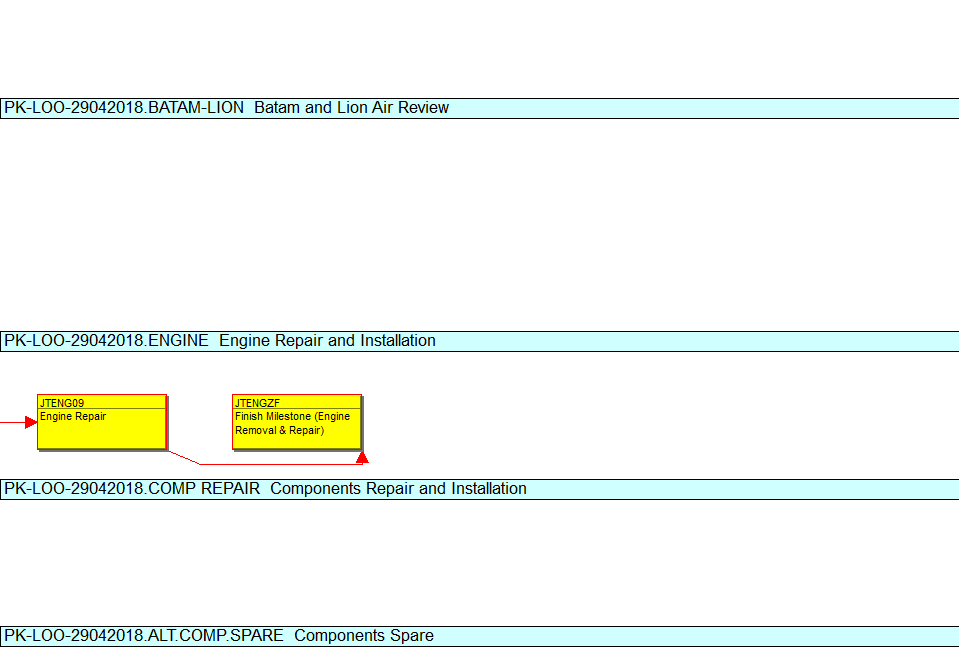 PK-LOO-29042018.BATAM-LION  Batam and Lion Air Review
PK-LOO-29042018.ENGINE  Engine Repair and Installation
JTENG09
Engine Repair
JTENGZF
Finish Milestone (Engine
Removal & Repair)
PK-LOO-29042018.COMP REPAIR  Components Repair and Installation
PK-LOO-29042018.ALT.COMP.SPARE  Components Spare